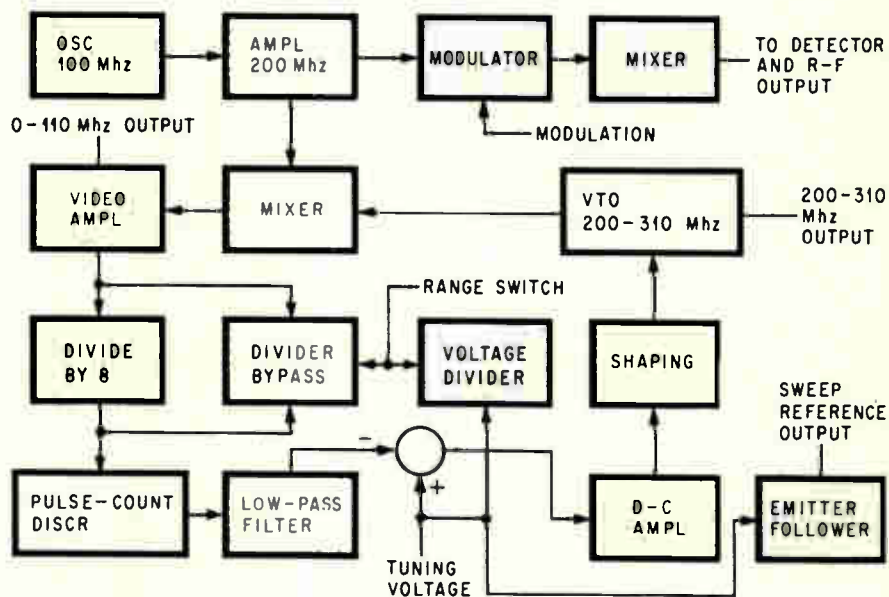 OSC
100 Mhz
AMPL
200 Mhz
MODULATOR
MIXER
TO DETECTOR
AND R-F
OUTPUT
0-110 Mhz OUTPUT
MODULATION
VIDEO
AMPL
MIXER
VTO
200-310 Mhz
200-310
Mhz
OUTPUT
RANGE SWITCH
DIVIDE
BY 8
DIVIDER
BYPASS
VOLTAGE
DIVIDER
SHAPING
SWEEP
REFERENCE
OUTPUT
-
+
PULSE-COUNT
DISCR
LOW-PASS
FILTER
D-C
AMPL
EMITTER
FOLLOWER
TUNING
VOLTAGE